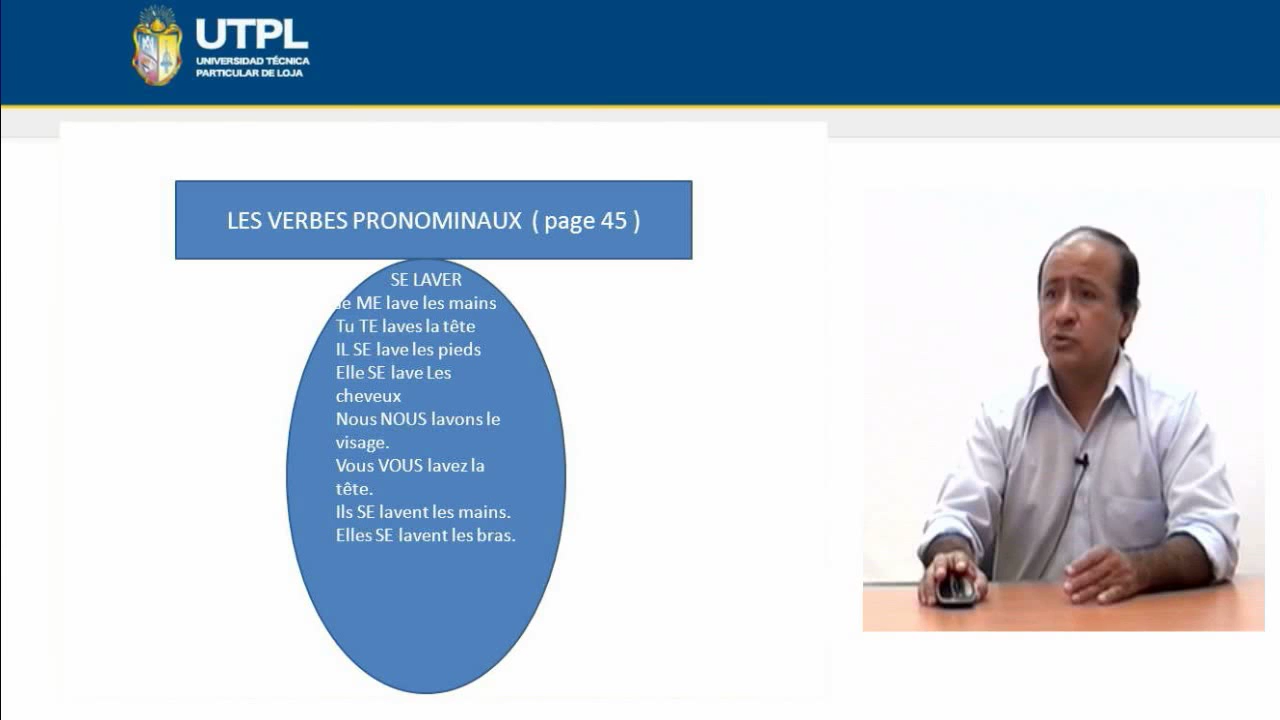 UTPL
UNIVERSIDAD TÉCNICA
PARTICULAR DE LOJA
LES VERBES PRONOMINAUX ( page 45 )
SE LAVER
Je ME lave les mains
Tu TE laves la tête
IL SE lave les pieds
Elle SE lave Les
cheveux
Nous NOUS lavons le
visage.
Vous VOUS lavez la
tête.
Ils SE lavent les mains.
Elles SE lavent les bras.